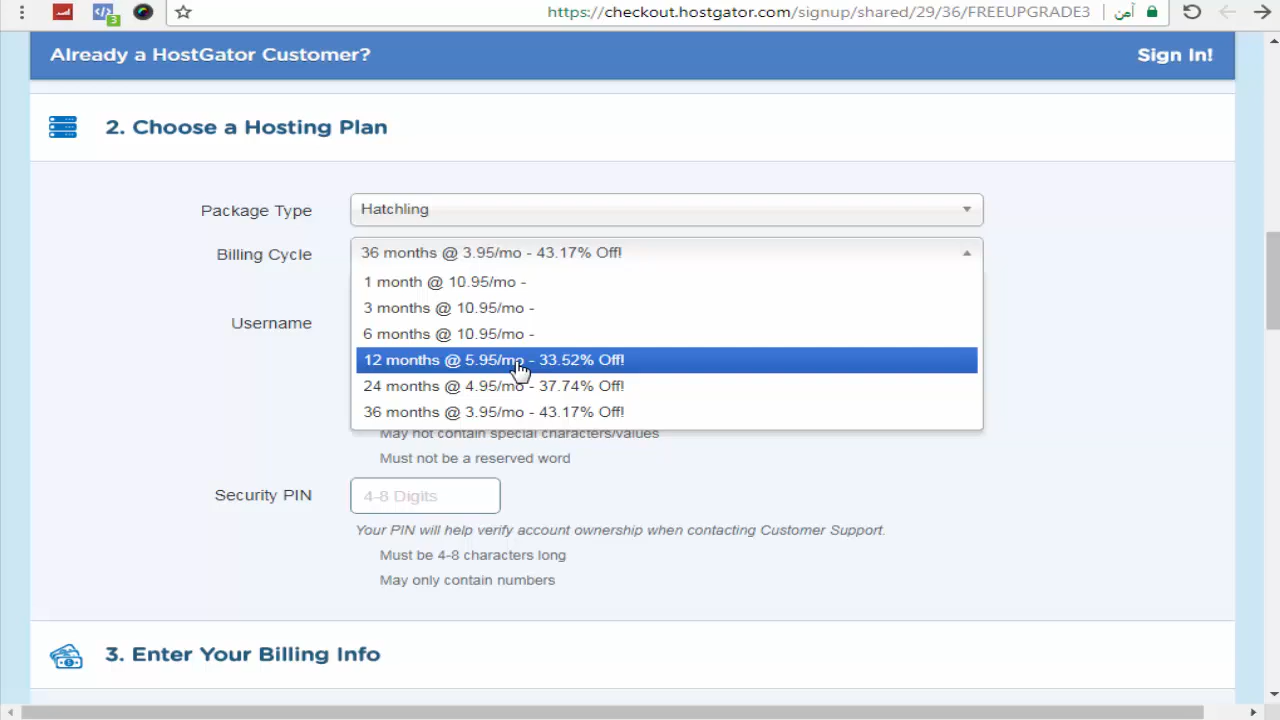 https://checkout.hostgator.com/signup/shared/29/36/FREEUPGRADE3
آمن
3
Already a HostGator Customer?
Sign In!
2. Choose a Hosting Plan
Package Type
Hatchling
Billing Cycle
36 months @ 3.95/mo - 43.17% Off!
1 month @ 10.95/mo -
3 months @ 10.95/mo -
Username
6 months @ 10.95/mo -
12 months @ 5.95/mo - 33.52% Off!
24 months @ 4.95/mo - 37.74% Off!
36 months @ 3.95/mo - 43.17% Off!
May not contain special characters/values
Must not be a reserved word
Security PIN
4-8 Digits
Your PIN will help verify account ownership when contacting Customer Support.
Must be 4-8 characters long
May only contain numbers
3. Enter Your Billing Info